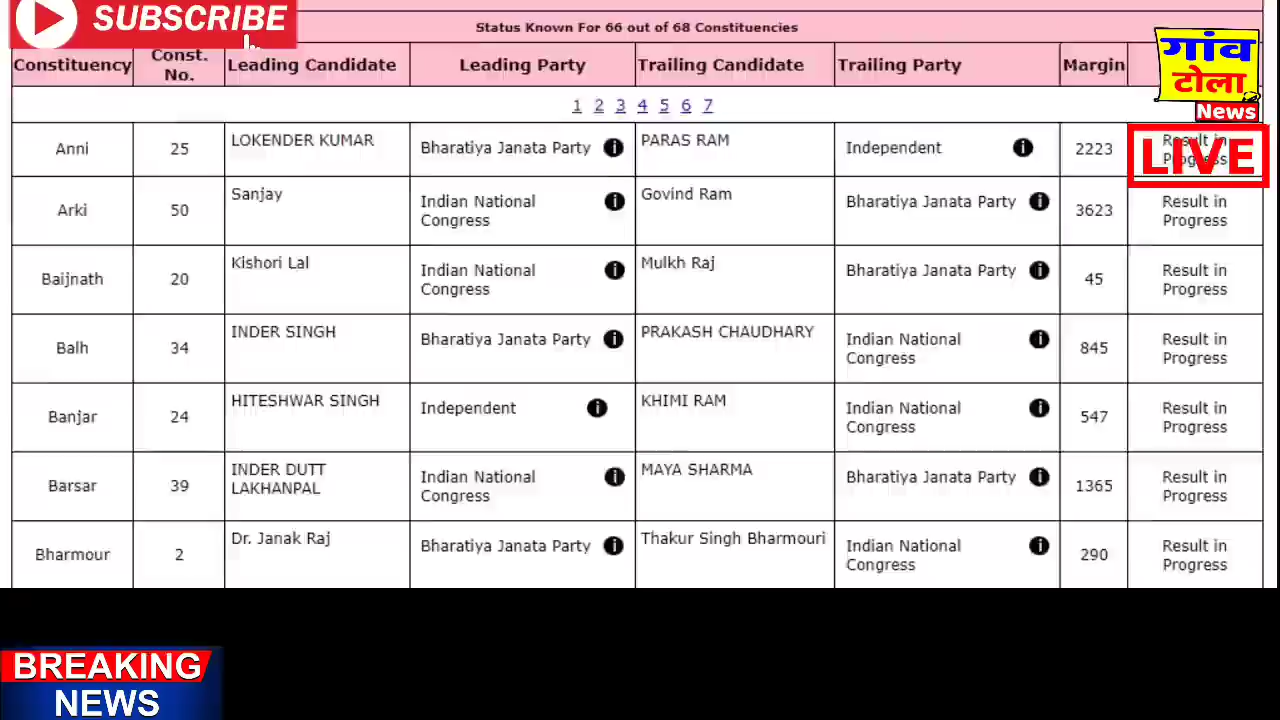 SUBSCRIBE
Status Known For 66 out of 68 Constituencies
Constituency Const. No. Leading Candidate Leading Party Trailing Candidate Trailing Party Margin
गांव
टोला
News
1 2 3 4 5 6 7
LIVE
Anni 25 LOKENDER KUMAR Bharatiya Janata Party i PARAS RAM Independent i 2223 Result in Progress
Arki 50 Sanjay Indian National Congress i Govind Ram Bharatiya Janata Party i 3623 Result in Progress
Baijnath 20 Kishori Lal Indian National Congress i Mulkh Raj Bharatiya Janata Party i 45 Result in Progress
Balh 34 INDER SINGH Bharatiya Janata Party i PRAKASH CHAUDHARY Indian National Congress i 845 Result in Progress
Banjar 24 HITESHWAR SINGH Independent i KHIMI RAM Indian National Congress i 547 Result in Progress
Barsar 39 INDER DUTT LAKHANPAL Indian National Congress i MAYA SHARMA Bharatiya Janata Party i 1365 Result in Progress
Bharmour 2 Dr. Janak Raj Bharatiya Janata Party i Thakur Singh Bharmouri Indian National Congress i 290 Result in Progress
BREAKING
NEWS